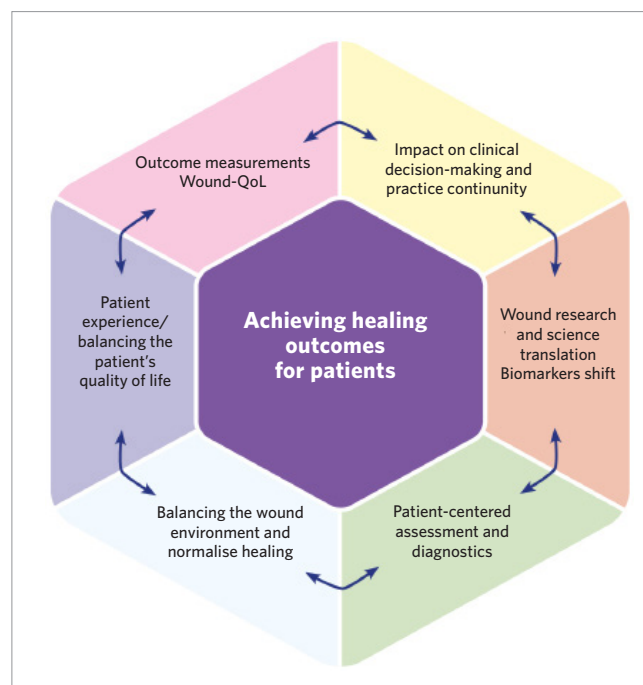 Outcome measurements
Wound-QoL
Impact on clinical
decision-making and
practice continunity
Patient
experience/
balancing the
patient's
quality of life
Achieving healing
outcomes
for patients
Wound research
and science
translation
Biomarkers shift
Balancing the wound
environment and
normalise healing
Patient-centered
assessment and
diagnostics